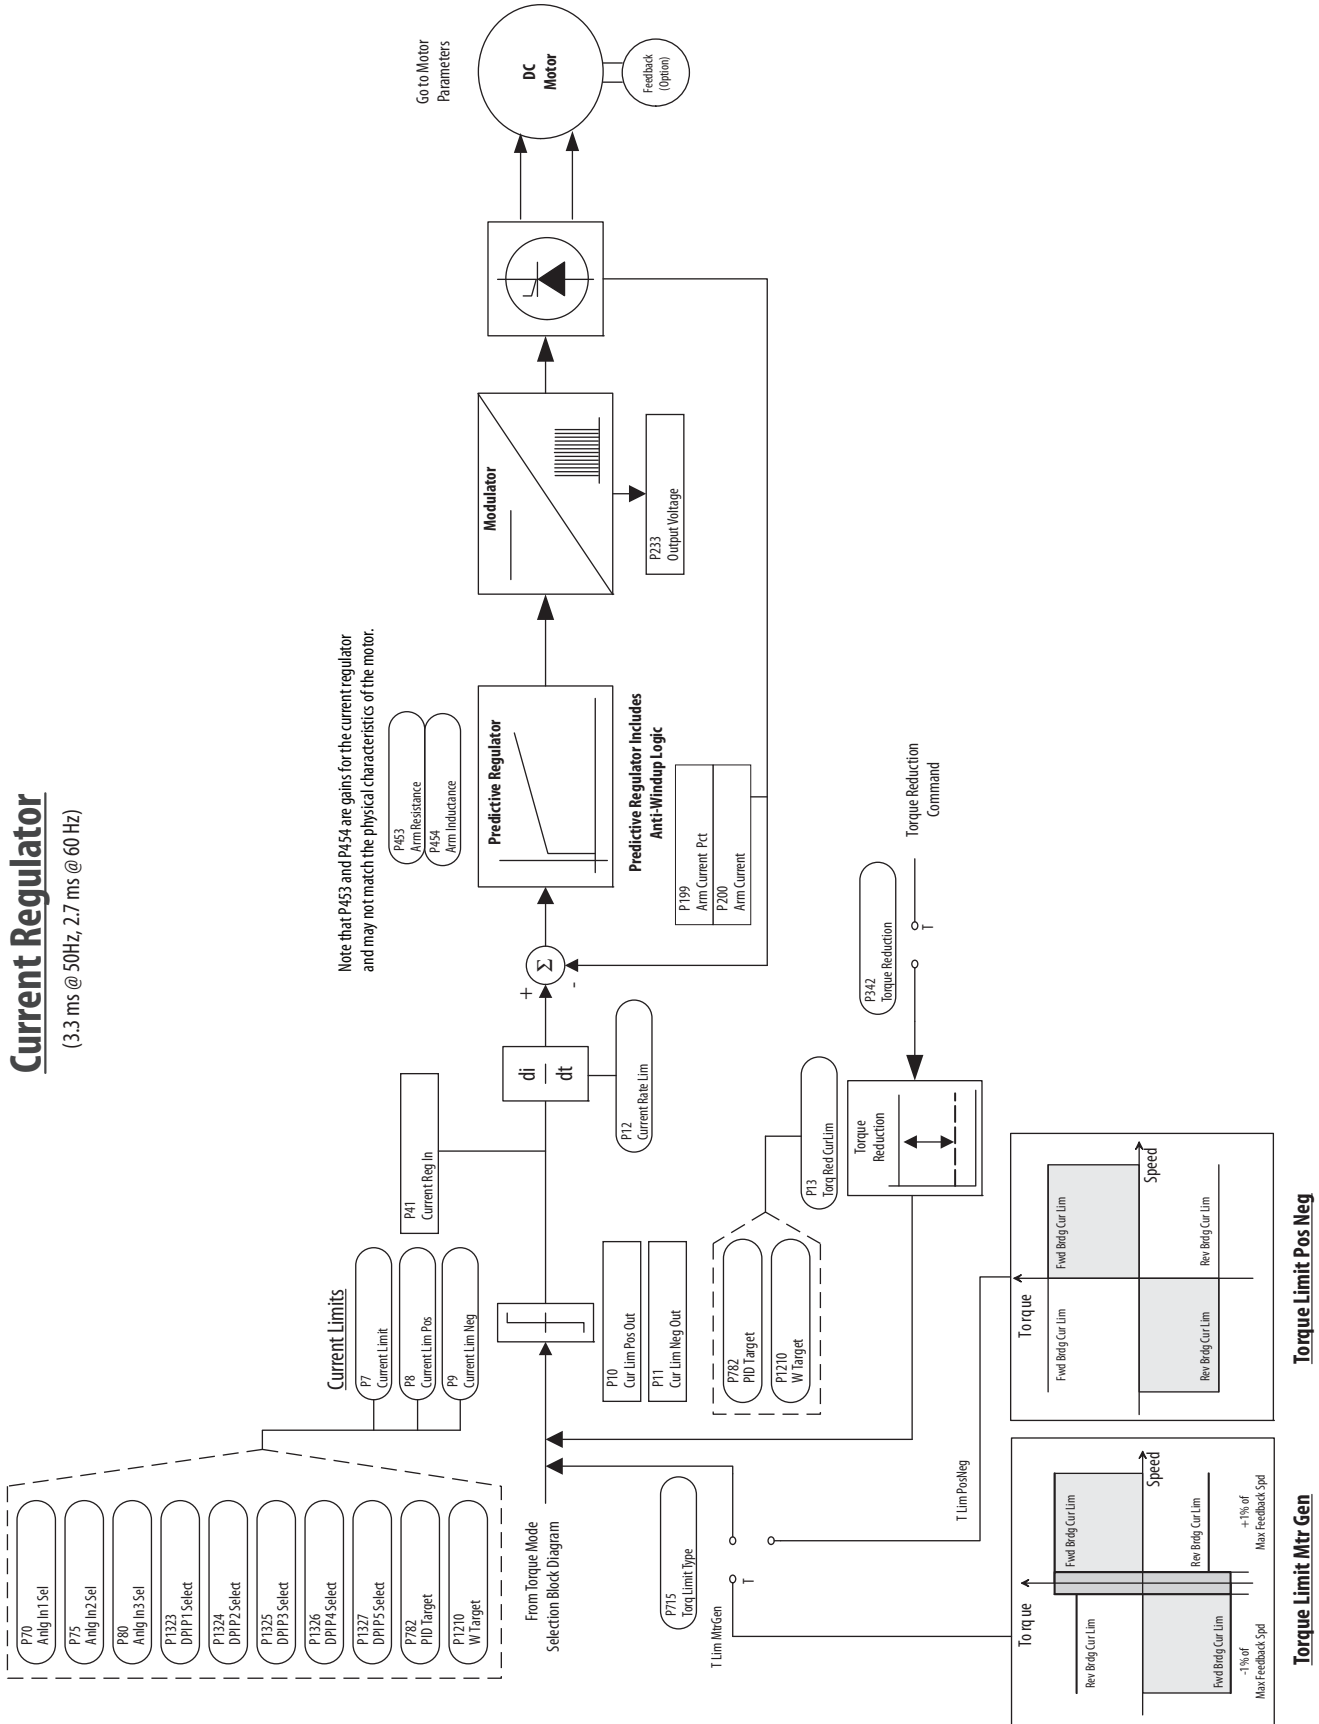 Current Regulator
(3.3 ms @ 50Hz, 2.7 ms @ 60 Hz)
P70
Anlg In1 Sel
P75
Anlg In2 Sel
P80
Anlg In3 Sel
P1323
DPI P1 Select
P1324
DPI P2 Select
P1325
DPI P3 Select
P1326
DPI P4 Select
P1327
DPI P5 Select
P782
PID Target
P1210
W Target
Current Limits
P7
Current Limit
P8
Current Lim Pos
P9
Current Lim Neg
From Torque Mode
Selection Block Diagram
P10
Cur Lim Pos Out
P11
Cur Lim Neg Out
P41
Current Reg In
di
dt
P12
Current Rate Lim
+
Σ
-
Note that P453 and P454 are gains for the current regulator
and may not match the physical characteristics of the motor.
P453
Arm Resistance
P454
Arm Inductance
Predictive Regulator
Predictive Regulator Includes
Anti-Windup Logic
P199
Arm Current Pct
P200
Arm Current
Modulator
P233
Output Voltage
Go to Motor
Parameters
DC
Motor
Feedback
(Option)
P782
PID Target
P1210
W Target
P13
Torq Red CurLim
Torque
Reduction
P342
Torque Reduction
T
Torque Reduction
Command
P715
Torq Limit Type
T
T Lim MtrGen
T Lim PosNeg
Torque
Fwd Brdg Cur Lim
Rev Brdg Cur Lim
Speed
Rev Brdg Cur Lim
Fwd Brdg Cur Lim
-1% of
Max Feedback Spd
+1% of
Max Feedback Spd
Torque Limit Mtr Gen
Torque
Fwd Brdg Cur Lim
Fwd Brdg Cur Lim
Speed
Rev Brdg Cur Lim
Rev Brdg Cur Lim
Torque Limit Pos Neg